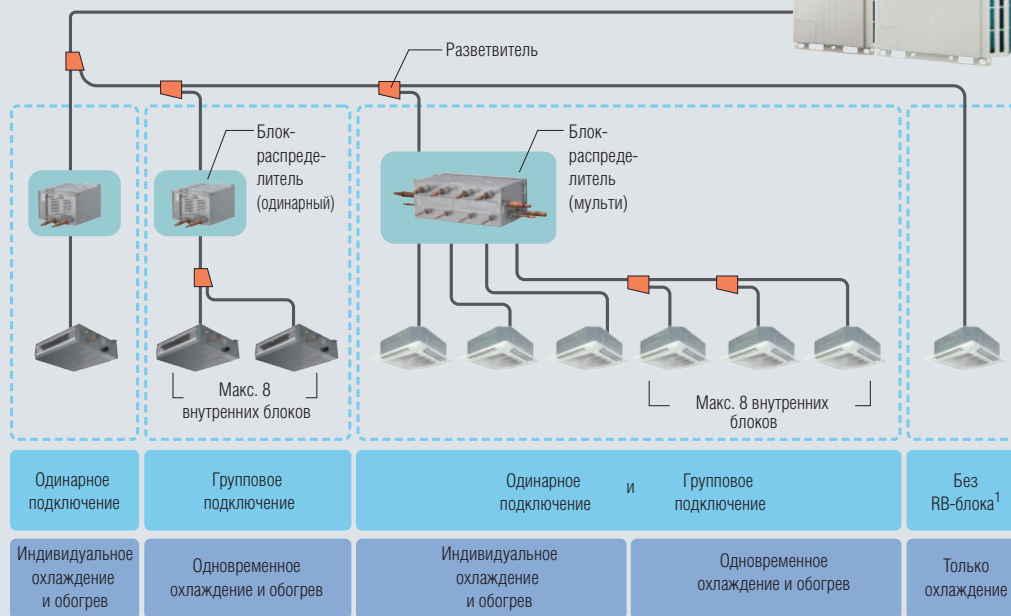 Разветвитель
Блок-
распреде-
литель
(одинарный)
Блок-
распреде-
литель
(мульти)
Макс. 8
внутренних блоков
Макс. 8 внутренних
блоков
Одинарное
подключение
Групповое
подключение
Одинарное
подключение
и
Групповое
подключение
Без
RB-блока¹
Индивидуальное
охлаждение
и обогрев
Одновременное
охлаждение и обогрев
Индивидуальное
охлаждение
и обогрев
Одновременное
охлаждение и обогрев
Только
охлаждение